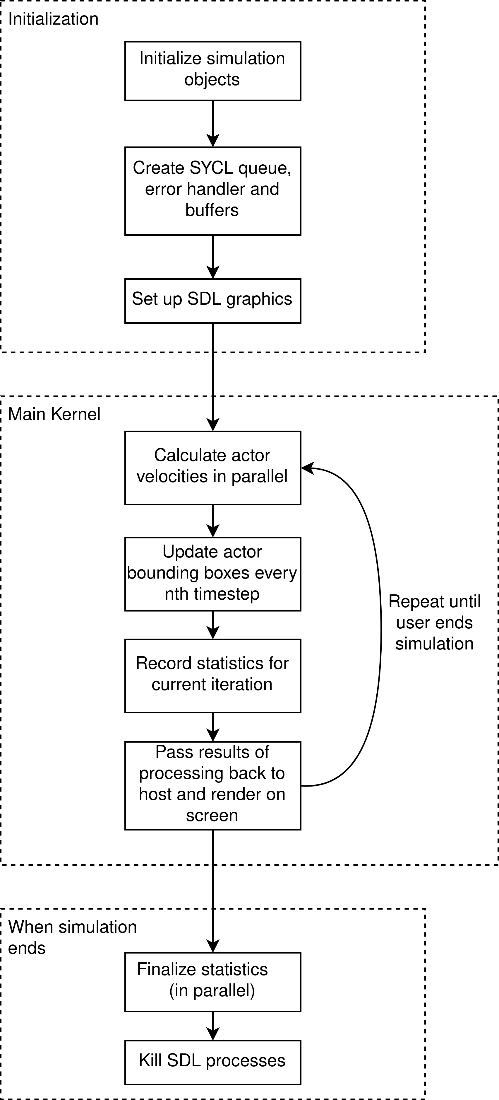 Initialization
Initialize simulation
objects
Create SYCL queue,
error handler and
buffers
Set up SDL graphics
Main Kernel
Calculate actor
velocities in parallel
Update actor
bounding boxes every
nth timestep
Record statistics for
current iteration
Pass results of
processing back to
host and render on
screen
Repeat until
user ends
simulation
When simulation
ends
Finalize statistics
(in parallel)
Kill SDL processes